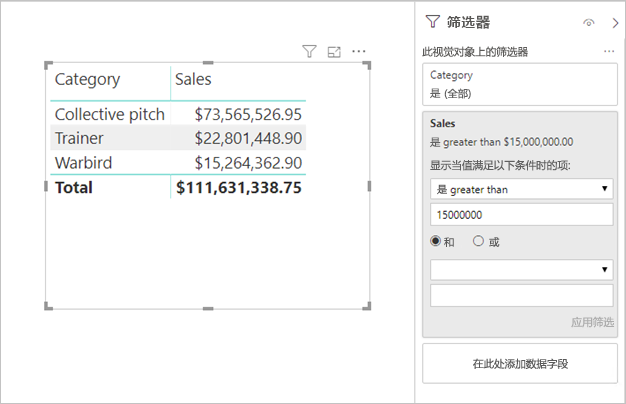 Category Sales
Collective pitch $73,565,526.95
Trainer $22,801,448.90
Warbird $15,264,362.90
Total $111,631,338.75
筛选器
此视觉对象上的筛选器
Category
是 (全部)
Sales
是 greater than $15,000,000.00
显示当值满足以下条件时的项:
是 greater than
15000000
和 或
应用筛选
在此处添加数据字段